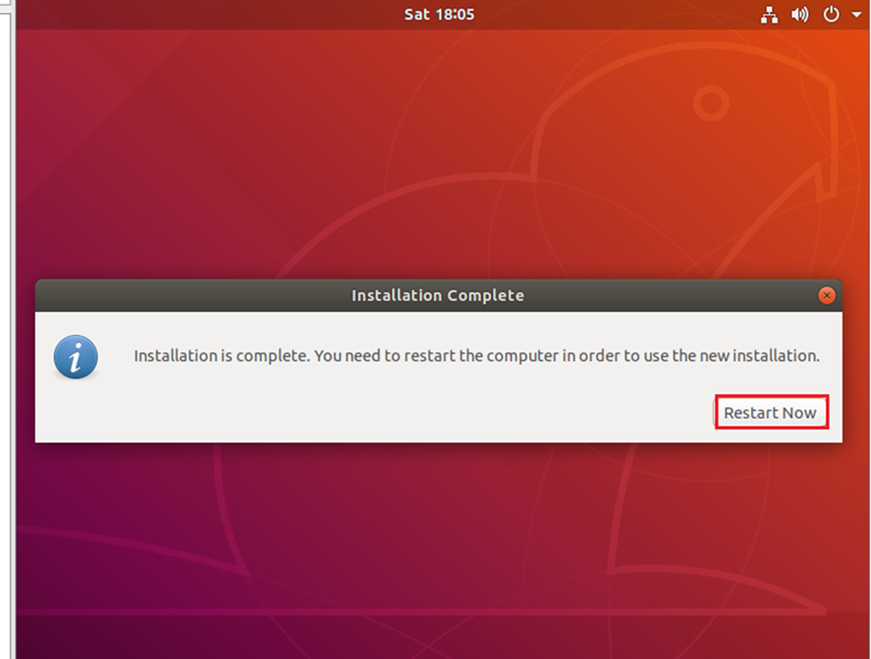 Sat 18:05
Installation Complete
Installation is complete. You need to restart the computer in order to use the new installation.
Restart Now